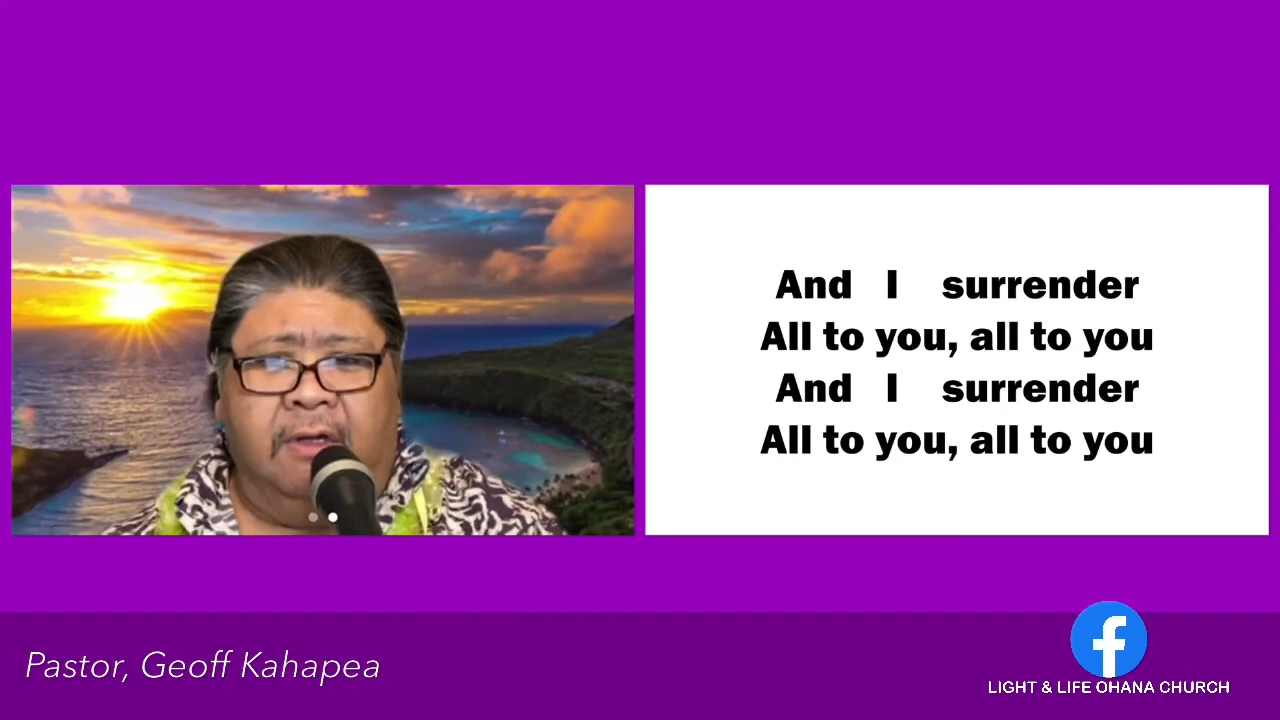 And I surrender
All to you, all to you
And I surrender
All to you, all to you
Pastor, Geoff Kahapea
LIGHT & LIFE OHANA CHURCH